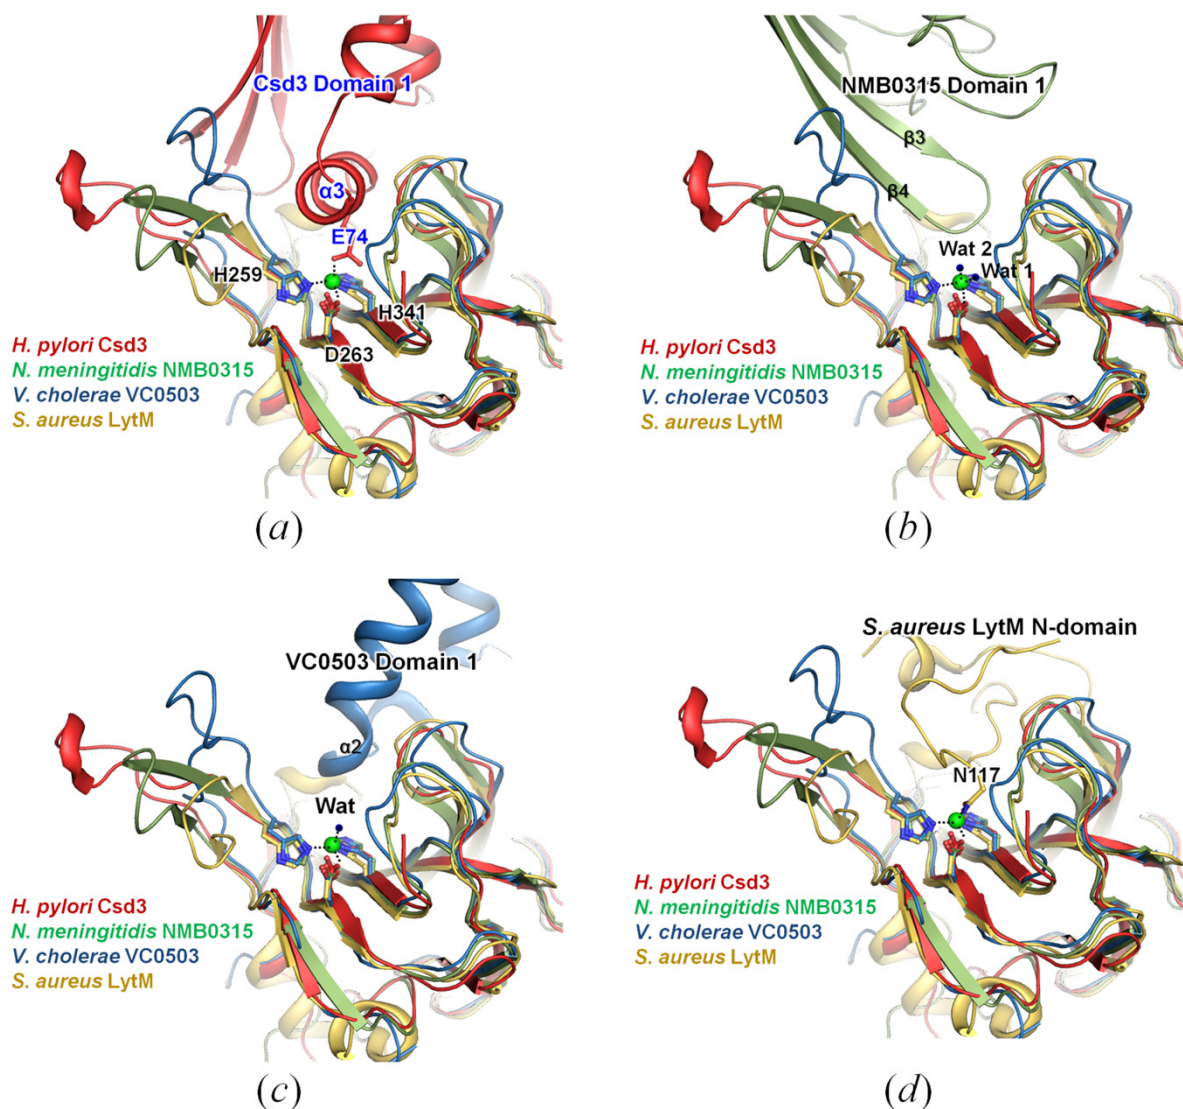 Csd3 Domain 1
α3
E74
H259
H341
D263
H. pylori Csd3
N. meningitidis NMB0315
V. cholerae VC0503
S. aureus LytM
(a)
NMB0315 Domain 1
β3
β4
Wat 2
Wat 1
H. pylori Csd3
N. meningitidis NMB0315
V. cholerae VC0503
S. aureus LytM
(b)
VC0503 Domain 1
α2
Wat
H. pylori Csd3
N. meningitidis NMB0315
V. cholerae VC0503
S. aureus LytM
(c)
S. aureus LytM N-domain
N117
H. pylori Csd3
N. meningitidis NMB0315
V. cholerae VC0503
S. aureus LytM
(d)